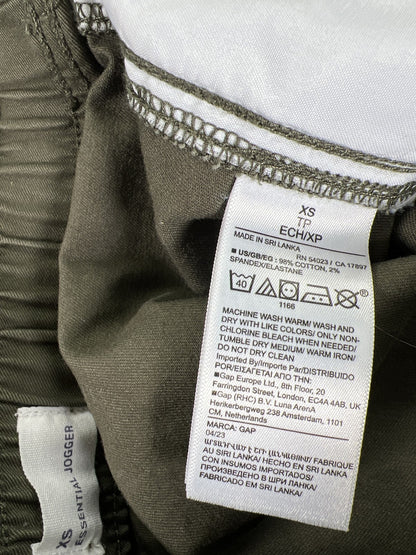 XS
TP
ECH/XP
MADE IN SRI LANKA RN 54023 / CA 17897
■ US/GB/EG : 98% COTTON, 2%
SPANDEX/ELASTANE
40
1166
MACHINE WASH WARM/ WASH AND
DRY WITH LIKE COLORS/ ONLY NON-
CHLORINE BLEACH WHEN NEEDED/
TUMBLE DRY MEDIUM/ WARM IRON/
DO NOT DRYCLEAN
Imported By/Importado Par/DISTRIBUIDO
POR/ΕΙΣΑΓΕΤΑΙ ΑΠΟ
■Gap Europe Ltd., 8th Floor, 20
Farringdon Street, London, EC4A 4AB, UK
■Gap (RHC) B.V. Luna ArenA
Herikerbergweg 238 Amsterdam, 1101
CM, Netherlands
MARCA: GAP
04/23
FABRIQUE
AU SRI LANKA/ HECHO EN SRI LANKA
CON INSUMOS IMPORTADOS/
ПРОИЗВЕДЕНО В ШРИ ЛАНКА/
FABRICADO EM SRI LANKA
XS
ESSENTIAL JOGGER